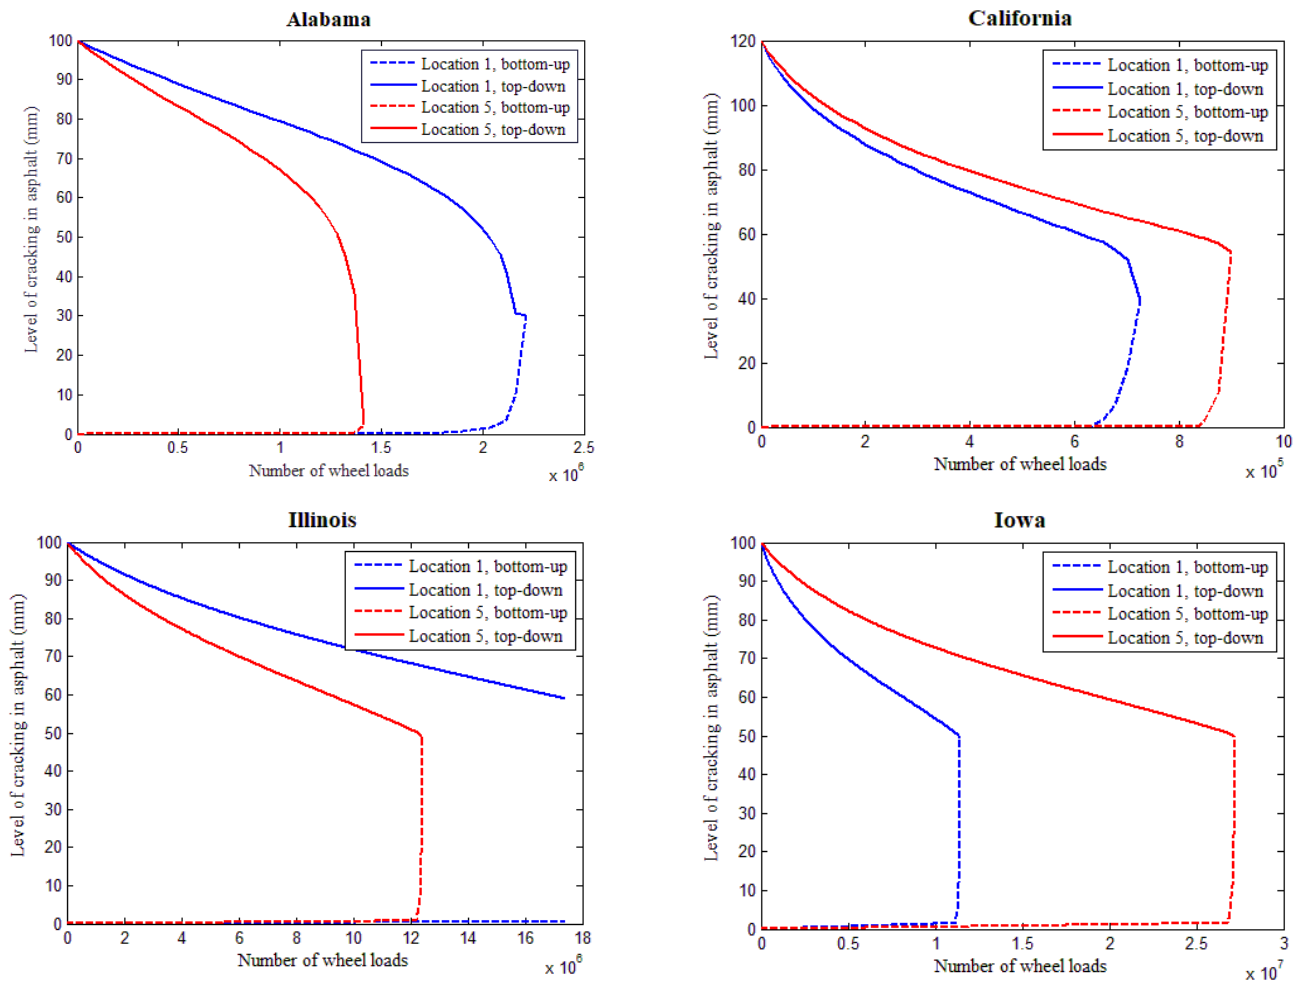 Alabama
Level of cracking in asphalt (mm)
100
90
80
70
60
50
40
30
20
10
0
Location 1, bottom-up
Location 1, top-down
Location 5, bottom-up
Location 5, top-down
0
0.5
1
1.5
2
2.5
Number of wheel loads
x 10^6
California
Level of cracking in asphalt (mm)
120
100
80
60
40
20
0
Location 1, bottom-up
Location 1, top-down
Location 5, bottom-up
Location 5, top-down
0
2
4
6
8
10
Number of wheel loads
x 10^5
Illinois
Level of cracking in asphalt (mm)
100
90
80
70
60
50
40
30
20
10
0
Location 1, bottom-up
Location 1, top-down
Location 5, bottom-up
Location 5, top-down
0
2
4
6
8
10
12
14
16
18
Number of wheel loads
x 10^6
Iowa
Level of cracking in asphalt (mm)
100
90
80
70
60
50
40
30
20
10
0
Location 1, bottom-up
Location 1, top-down
Location 5, bottom-up
Location 5, top-down
0
0.5
1
1.5
2
2.5
3
Number of wheel loads
x 10^7